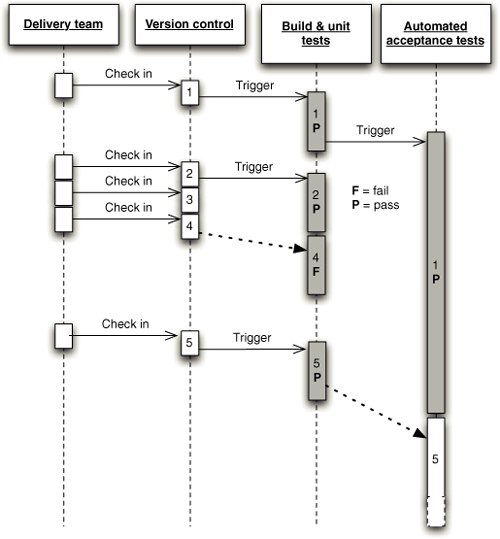 Delivery team
Version control
Build & unit
tests
Automated
acceptance tests
Check in
1
Trigger
1
P
Trigger
Check in
2
Trigger
Check in
3
Check in
4
2
P
F = fail
P = pass
4
F
1
P
Check in
5
Trigger
5
P
5